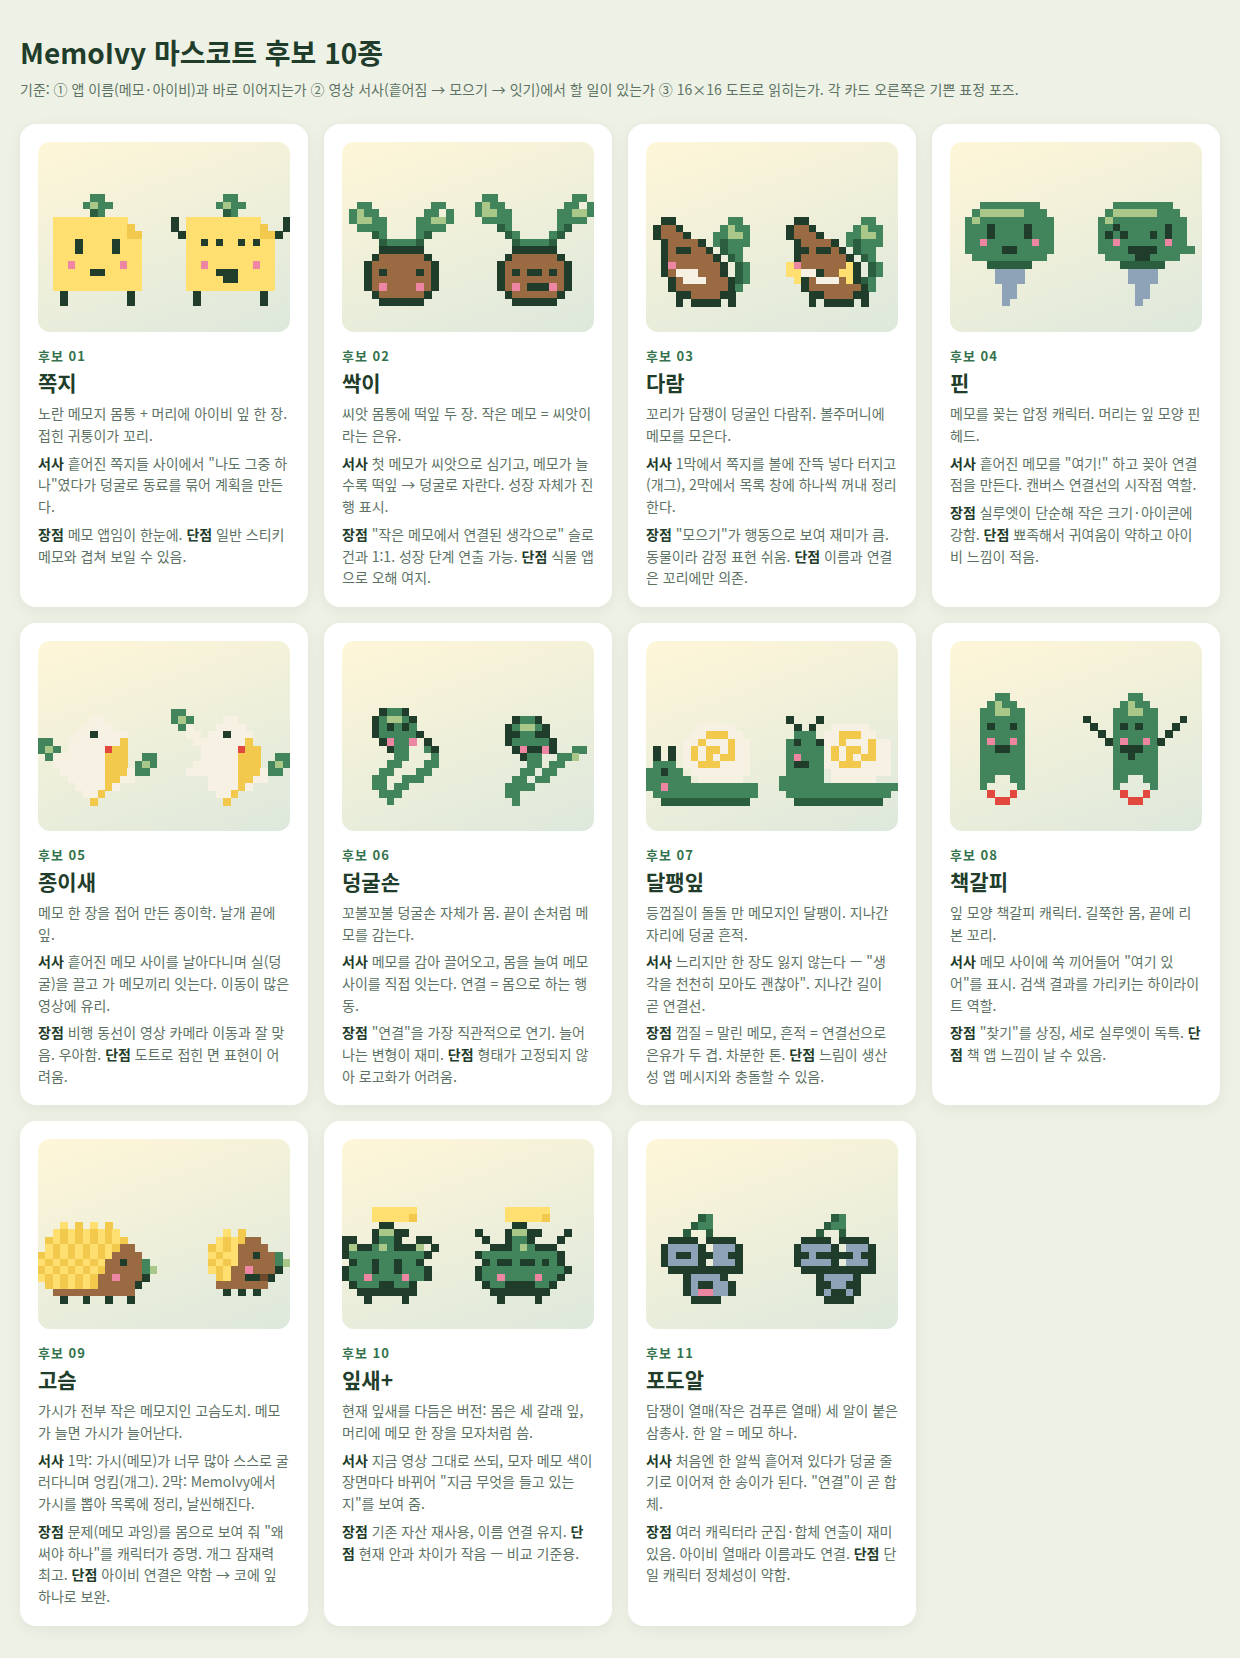 MemoIvy 마스코트 후보 10종
기준: ① 앱 이름(메모·아이비)과 바로 이어지는가 ② 영상 서사(흩어짐 → 모으기 → 잇기)에서 할 일이 있는가 ③ 16×16 도트로 읽히는가. 각 카드 오른쪽은 기쁜 표정 포즈.
후보 01
쪽지
노란 메모지 몸통 + 머리에 아이비 잎 한 장.
접힌 귀퉁이가 꼬리.
서사 흩어진 쪽지들 사이에서 "나도 그중 하
나"였다가 덩굴로 동료를 묶어 계획을 만든
다.
장점 메모 앱임이 한눈에. 단점 일반 스티키
메모와 겹쳐 보일 수 있음.
후보 02
싹이
씨앗 몸통에 떡잎 두 장. 작은 메모 = 씨앗이
라는 은유.
서사 첫 메모가 씨앗으로 심기고, 메모가 늘
수록 떡잎 → 덩굴로 자란다. 성장 자체가 진
행 표시.
장점 "작은 메모에서 연결된 생각으로" 슬로
건과 1:1. 성장 단계 연출 가능. 단점 식물 앱
으로 오해 여지.
후보 03
다람
꼬리가 담쟁이 덩굴인 다람쥐. 볼주머니에
메모를 모은다.
서사 1막에서 쪽지를 볼에 잔뜩 넣다 터지고
(개그), 2막에서 목록 창에 하나씩 꺼내 정리
한다.
장점 "모으기"가 행동으로 보여 재미가 큼.
동물이라 감정 표현 쉬움. 단점 이름과 연결
은 꼬리에만 의존.
후보 04
핀
메모를 꽂는 압정 캐릭터. 머리는 잎 모양 핀
헤드.
서사 흩어진 메모를 "여기!" 하고 꽂아 연결
점을 만든다. 캔버스 연결선의 시작점 역할.
장점 실루엣이 단순해 작은 크기·아이콘에
강함. 단점 뾰족해서 귀여움이 약하고 아이
비 느낌이 적음.
후보 05
종이새
메모 한 장을 접어 만든 종이학. 날개 끝에
잎.
서사 흩어진 메모 사이를 날아다니며 실(덩
굴)을 끌고 가 메모끼리 잇는다. 이동이 많은
영상에 유리.
장점 비행 동선이 영상 카메라 이동과 잘 맞
음. 우아함. 단점 도트로 접힌 면 표현이 어
려움.
후보 06
덩굴손
꼬불꼬불 덩굴손 자체가 몸. 끝이 손처럼 메
모를 감는다.
서사 메모를 감아 끌어오고, 몸을 늘여 메모
사이를 직접 잇는다. 연결 = 몸으로 하는 행
동.
장점 "연결"을 가장 직관적으로 연기. 늘어
나는 변형이 재미. 단점 형태가 고정되지 않
아 로고화가 어려움.
후보 07
달팽잎
등껍질이 돌돌 만 메모지인 달팽이. 지나간
자리에 덩굴 흔적.
서사 느리지만 한 장도 잃지 않는다 — "생
각을 천천히 모아도 괜찮아". 지나간 길이
곧 연결선.
장점 껍질 = 말린 메모, 흔적 = 연결선으로
은유가 두 겹. 차분한 톤. 단점 느림이 생산
성 앱 메시지와 충돌할 수 있음.
후보 08
책갈피
잎 모양 책갈피 캐릭터. 길쭉한 몸, 끝에 리
본 꼬리.
서사 메모 사이에 쏙 끼어들어 "여기 있
어"를 표시. 검색 결과를 가리키는 하이라이
트 역할.
장점 "찾기"를 상징, 세로 실루엣이 독특. 단
점 책 앱 느낌이 날 수 있음.
후보 09
고슴
가시가 전부 작은 메모지인 고슴도치. 메모
가 늘면 가시가 늘어난다.
서사 1막: 가시(메모)가 너무 많아 스스로 굴
러다니며 엉킴(개그). 2막: MemoIvy에서
가시를 뽑아 목록에 정리, 날씬해진다.
장점 문제(메모 과잉)를 몸으로 보여 줘 "왜
써야 하나"를 캐릭터가 증명. 개그 잠재력
최고. 단점 아이비 연결은 약함 → 코에 잎
하나로 보완.
후보 10
잎새+
현재 잎새를 다듬은 버전: 몸은 세 갈래 잎,
머리에 메모 한 장을 모자처럼 씀.
서사 지금 영상 그대로 쓰되, 모자 메모 색이
장면마다 바뀌어 "지금 무엇을 들고 있는
지"를 보여 줌.
장점 기존 자산 재사용, 이름 연결 유지. 단
점 현재 안과 차이가 작음 — 비교 기준용.
후보 11
포도알
담쟁이 열매(작은 검푸른 열매) 세 알이 붙은
삼총사. 한 알 = 메모 하나.
서사 처음엔 한 알씩 흩어져 있다가 덩굴 줄
기로 이어져 한 송이가 된다. "연결"이 곧 합
체.
장점 여러 캐릭터라 군집·합체 연출이 재미
있음. 아이비 열매라 이름과도 연결. 단점 단
일 캐릭터 정체성이 약함.